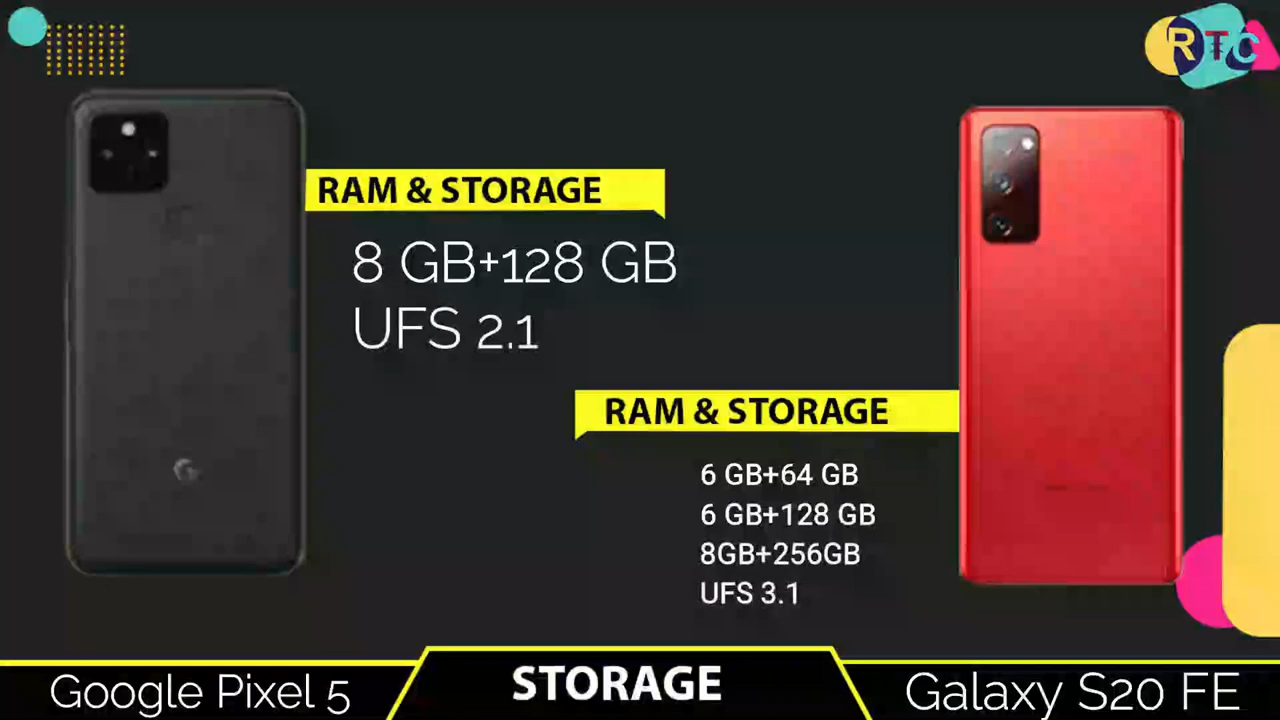 RTC
RAM & STORAGE
8 GB+128 GB
UFS 2.1
RAM & STORAGE
6 GB+64 GB
6 GB+128 GB
8GB+256GB
UFS 3.1
Google Pixel 5
STORAGE
Galaxy S20 FE